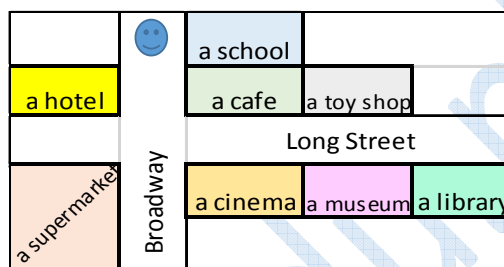 a school
a hotel
a cafe
a toy shop
Long Street
a supermarket
Broadway
a cinema
a museum
a library